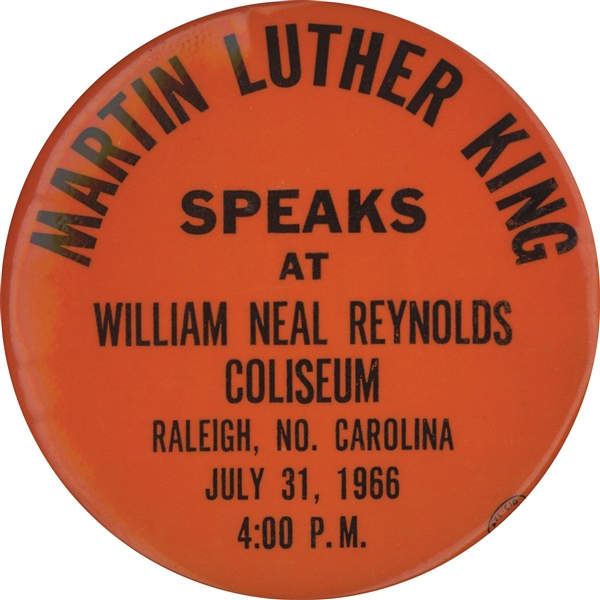 MARTIN LUTHER KING
SPEAKS
AT
WILLIAM NEAL REYNOLDS
COLISEUM
RALEIGH, NO. CAROLINA
JULY 31, 1966
4:00 P.M.